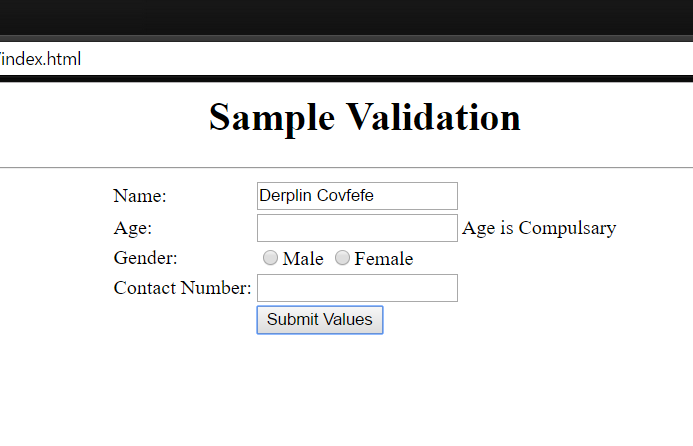 /index.html
Sample Validation
Name: Derplin Covfefe
Age: Age is Compulsary
Gender: Male Female
Contact Number:
Submit Values